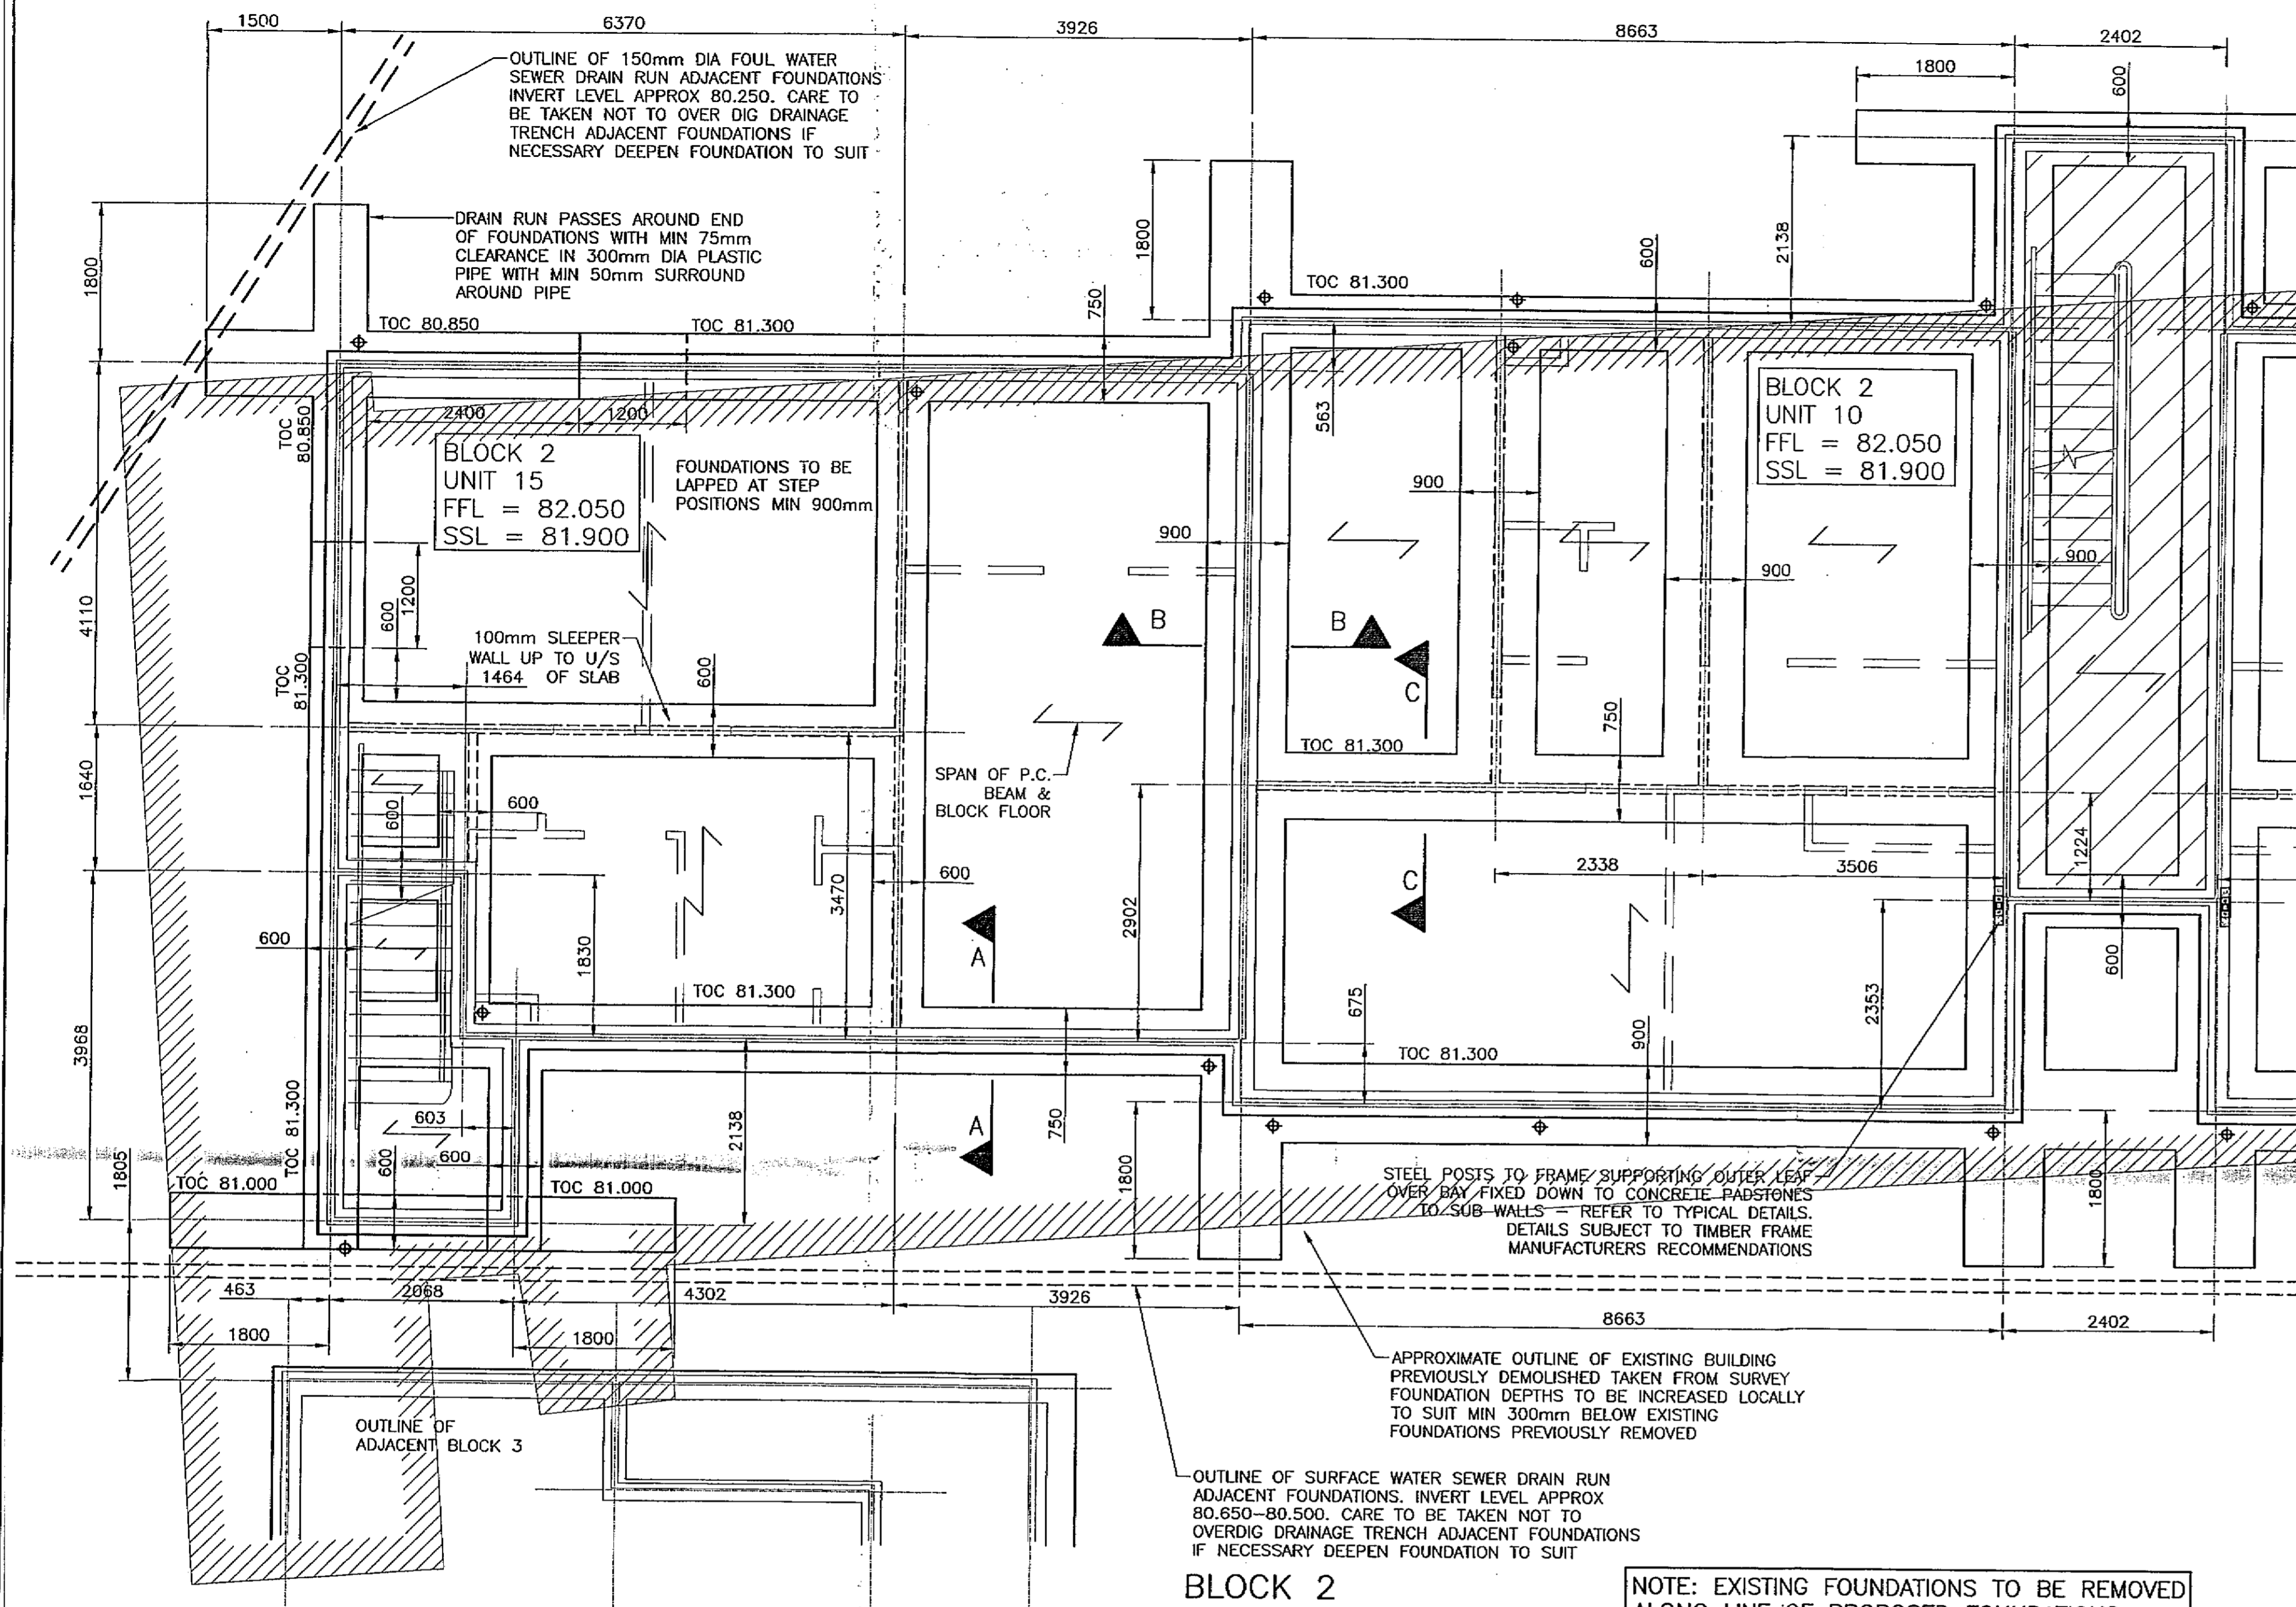 1500
6370
3926
8663
2402
1800
600
OUTLINE OF 150mm DIA FOUL WATER
SEWER DRAIN RUN ADJACENT FOUNDATIONS
INVERT LEVEL APPROX 80.250. CARE TO
BE TAKEN NOT TO OVER DIG DRAINAGE
TRENCH ADJACENT FOUNDATIONS IF
NECESSARY DEEPEN FOUNDATION TO SUIT
DRAIN RUN PASSES AROUND END
OF FOUNDATIONS WITH MIN 75mm
CLEARANCE IN 300mm DIA PLASTIC
PIPE WITH MIN 50mm SURROUND
AROUND PIPE
1800
1800
2138
600
TOC 81.300
750
TOC 80.850
TOC 81.300
563
2400
1200
TOC
80.850
BLOCK 2
UNIT 15
FFL = 82.050
SSL = 81.900
FOUNDATIONS TO BE
LAPPED AT STEP
POSITIONS MIN 900mm
BLOCK 2
UNIT 10
FFL = 82.050
SSL = 81.900
900
900
900
900
4110
600
1200
100mm SLEEPER
WALL UP TO U/S
1464 OF SLAB
TOC
81.300
600
B
B
C
750
TOC 81.300
SPAN OF P.C.
BEAM &
BLOCK FLOOR
1640
600
600
600
3470
2902
C
2338
3506
1224
600
1830
A
TOC 81.300
675
900
2353
600
3968
TOC 81.300
TOC 81.300
603
600
600
2138
A
750
1800
1800
1805
TOC 81.000
TOC 81.000
STEEL POSTS TO FRAME SUPPORTING OUTER LEAF
OVER BAY FIXED DOWN TO CONCRETE PADSTONES
TO SUB WALLS - REFER TO TYPICAL DETAILS.
DETAILS SUBJECT TO TIMBER FRAME
MANUFACTURERS RECOMMENDATIONS
463
2068
4302
3926
8663
2402
1800
1800
APPROXIMATE OUTLINE OF EXISTING BUILDING
PREVIOUSLY DEMOLISHED TAKEN FROM SURVEY
FOUNDATION DEPTHS TO BE INCREASED LOCALLY
TO SUIT MIN 300mm BELOW EXISTING
FOUNDATIONS PREVIOUSLY REMOVED
OUTLINE OF
ADJACENT BLOCK 3
OUTLINE OF SURFACE WATER SEWER DRAIN RUN
ADJACENT FOUNDATIONS. INVERT LEVEL APPROX
80.650-80.500. CARE TO BE TAKEN NOT TO
OVERDIG DRAINAGE TRENCH ADJACENT FOUNDATIONS
IF NECESSARY DEEPEN FOUNDATION TO SUIT
BLOCK 2
NOTE: EXISTING FOUNDATIONS TO BE REMOVED